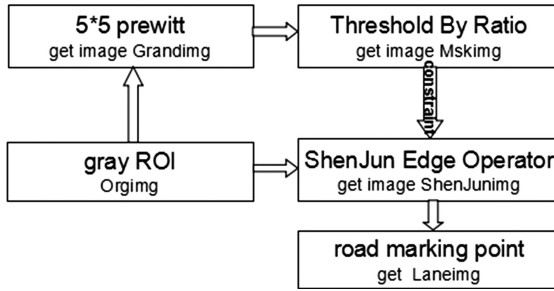 5*5 prewitt
get image Grandimg
Threshold By Ratio
get image Mskimg
constraint
gray ROI
Orgimg
ShenJun Edge Operator
get image ShenJunimg
road marking point
get Laneimg